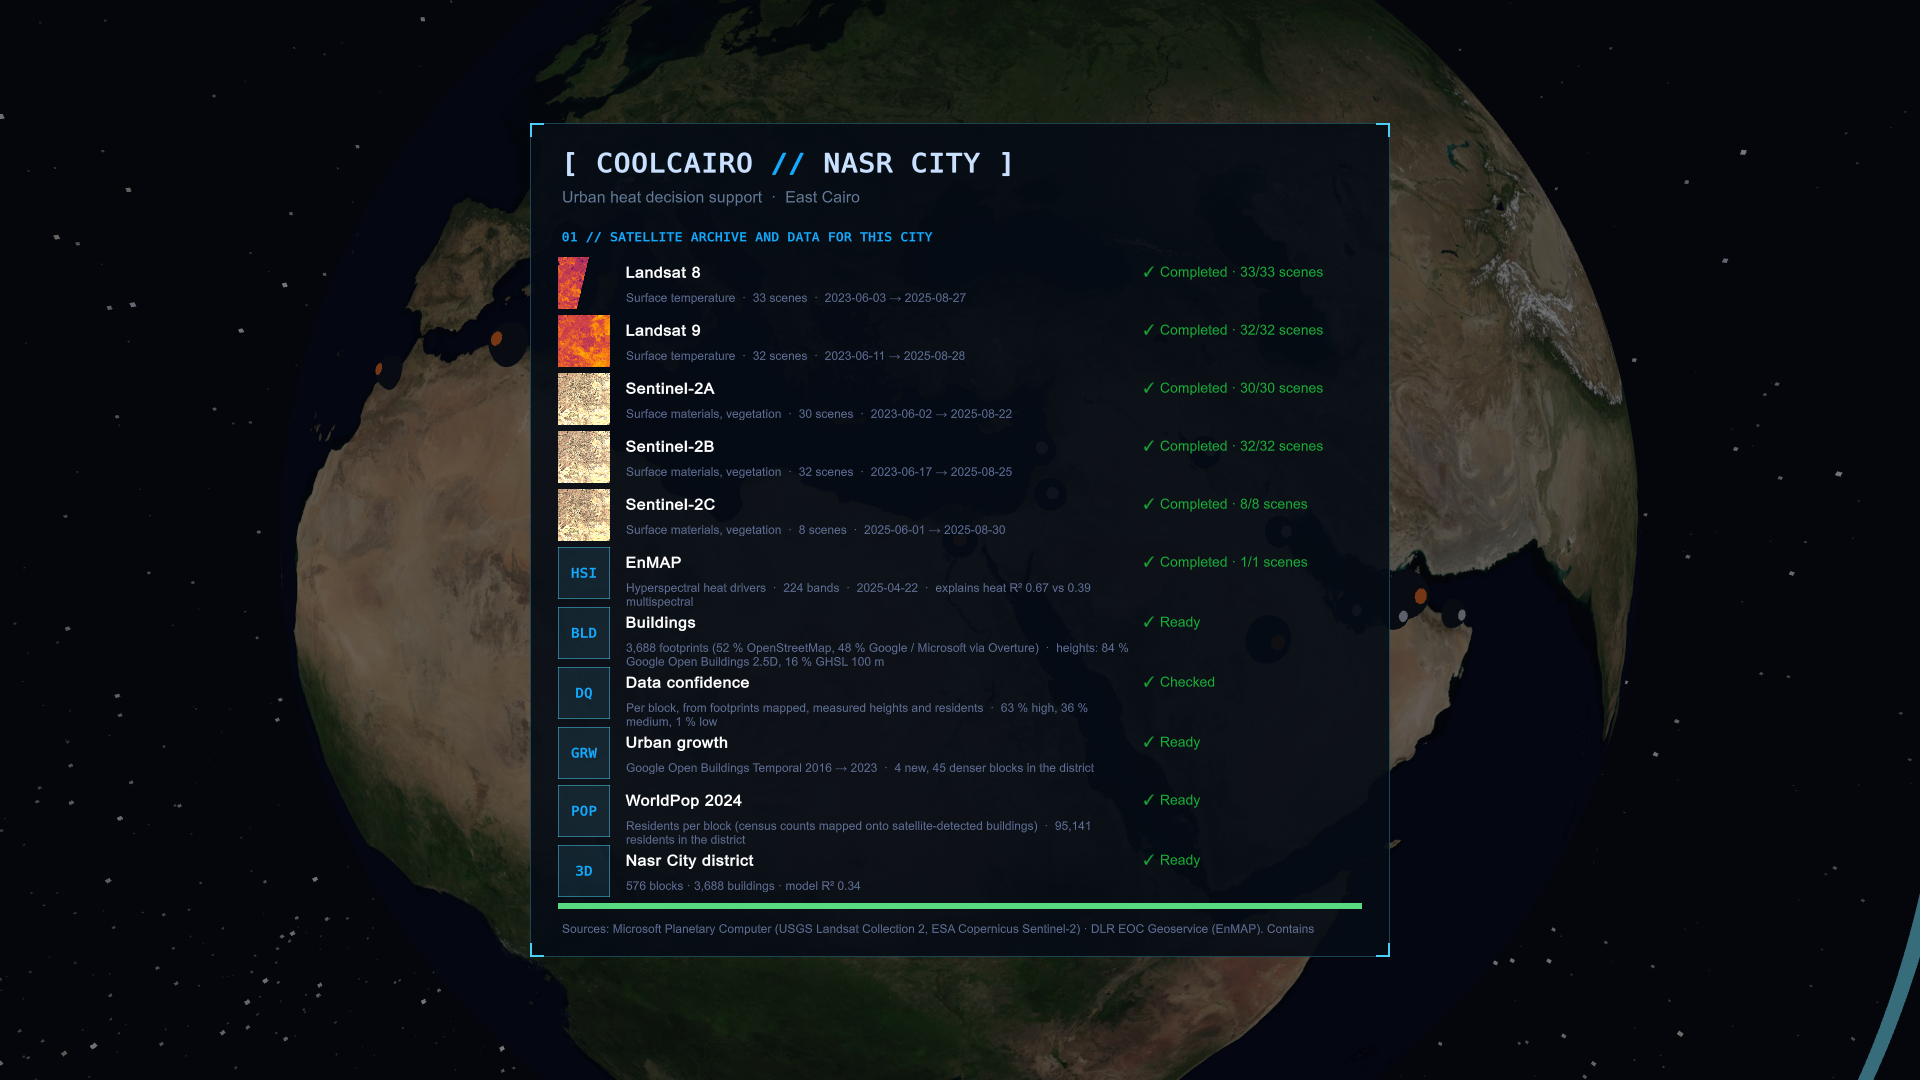 [ COOLCAIRO // NASR CITY ]
Urban heat decision support · East Cairo
01 // SATELLITE ARCHIVE AND DATA FOR THIS CITY
Landsat 8
✓ Completed · 33/33 scenes
Surface temperature · 33 scenes · 2023-06-03 → 2025-08-27
Landsat 9
✓ Completed · 32/32 scenes
Surface temperature · 32 scenes · 2023-06-11 → 2025-08-28
Sentinel-2A
✓ Completed · 30/30 scenes
Surface materials, vegetation · 30 scenes · 2023-06-02 → 2025-08-22
Sentinel-2B
✓ Completed · 32/32 scenes
Surface materials, vegetation · 32 scenes · 2023-06-17 → 2025-08-25
Sentinel-2C
✓ Completed · 8/8 scenes
Surface materials, vegetation · 8 scenes · 2025-06-01 → 2025-08-30
HSI
EnMAP
✓ Completed · 1/1 scenes
Hyperspectral heat drivers · 224 bands · 2025-04-22 · explains heat R² 0.67 vs 0.39
multispectral
BLD
Buildings
✓ Ready
3,688 footprints (52 % OpenStreetMap, 48 % Google / Microsoft via Overture) · heights: 84 %
Google Open Buildings 2.5D, 16 % GHSL 100 m
DQ
Data confidence
✓ Checked
Per block, from footprints mapped, measured heights and residents · 63 % high, 36 %
medium, 1 % low
GRW
Urban growth
✓ Ready
Google Open Buildings Temporal 2016 → 2023 · 4 new, 45 denser blocks in the district
POP
WorldPop 2024
✓ Ready
Residents per block (census counts mapped onto satellite-detected buildings) · 95,141
residents in the district
3D
Nasr City district
✓ Ready
576 blocks · 3,688 buildings · model R² 0.34
Sources: Microsoft Planetary Computer (USGS Landsat Collection 2, ESA Copernicus Sentinel-2) · DLR EOC Geoservice (EnMAP). Contains